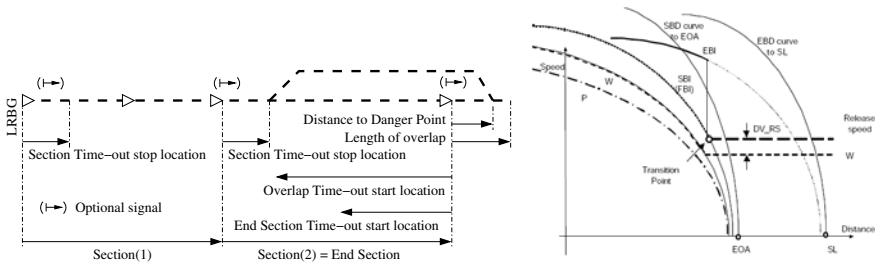 LRBG
Distance to Danger Point
Length of overlap
Section Time-out stop location
Section Time-out stop location
Overlap Time-out start location
Optional signal
End Section Time-out start location
Section(1)
Section(2) = End Section
SBD curve
to EOA
EBD curve
to SL
EBI
Speed
W
SBI
(FBI)
P
DV_RS
Release
speed
W
Transition
Point
Distance
EOA
SL